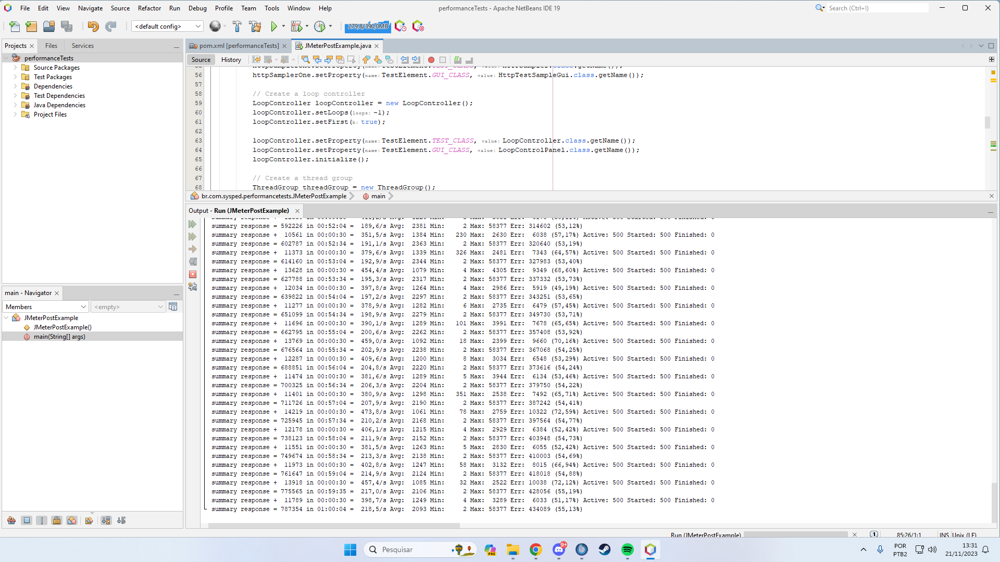 File Edit View Navigate Source Refactor Run Debug Profile Team Tools Window Help
performanceTests - Apache NetBeans IDE 19
Search (Ctrl+I)
<default config>
279,8/390,0MB
Projects
Files
Services
performanceTests
Source Packages
Test Packages
Dependencies
Test Dependencies
Java Dependencies
Project Files
main - Navigator
Members
<empty>
JMeterPostExample
JMeterPostExample()
main(String[] args)
pom.xml [performanceTests]
JMeterPostExample.java
Source
History
56 httpSamplerOne.setProperty(name: TestElement.GUI_CLASS, value: HttpTestSampleGui.class.getName());
57
58 // Create a loop controller
59 LoopController loopController = new LoopController();
60 loopController.setLoops(loops: -1);
61 loopController.setFirst(b: true);
62
63 loopController.setProperty(name: TestElement.TEST_CLASS, value: LoopController.class.getName());
64 loopController.setProperty(name: TestElement.GUI_CLASS, value: LoopControlPanel.class.getName());
65 loopController.initialize();
66
67 // Create a thread group
68 ThreadGroup threadGroup = new ThreadGroup();
br.com.sysped.performancetests.JMeterPostExample
main
Output - Run (JMeterPostExample)
summary response = 592226 in 00:52:04 = 189,6/s Avg: 2381 Min: 2 Max: 58377 Err: 314602 (53,12%)
summary response + 10561 in 00:00:30 = 351,5/s Avg: 1384 Min: 230 Max: 2630 Err: 6038 (57,17%) Active: 500 Started: 500 Finished: 0
summary response = 602787 in 00:52:34 = 191,1/s Avg: 2363 Min: 2 Max: 58377 Err: 320640 (53,19%)
summary response + 11373 in 00:00:30 = 379,6/s Avg: 1339 Min: 326 Max: 2481 Err: 7343 (64,57%) Active: 500 Started: 500 Finished: 0
summary response = 614160 in 00:53:04 = 192,9/s Avg: 2344 Min: 2 Max: 58377 Err: 327983 (53,40%)
summary response + 13628 in 00:00:30 = 454,4/s Avg: 1079 Min: 4 Max: 4305 Err: 9349 (68,60%) Active: 500 Started: 500 Finished: 0
summary response = 627788 in 00:53:34 = 195,3/s Avg: 2317 Min: 2 Max: 58377 Err: 337332 (53,73%)
summary response + 12034 in 00:00:30 = 397,8/s Avg: 1264 Min: 4 Max: 2986 Err: 5919 (49,19%) Active: 500 Started: 500 Finished: 0
summary response = 639822 in 00:54:04 = 197,2/s Avg: 2297 Min: 2 Max: 58377 Err: 343251 (53,65%)
summary response + 11277 in 00:00:30 = 378,9/s Avg: 1282 Min: 6 Max: 2735 Err: 6479 (57,45%) Active: 500 Started: 500 Finished: 0
summary response = 651099 in 00:54:34 = 198,9/s Avg: 2279 Min: 2 Max: 58377 Err: 349730 (53,71%)
summary response + 11696 in 00:00:30 = 390,1/s Avg: 1289 Min: 101 Max: 3991 Err: 7678 (65,65%) Active: 500 Started: 500 Finished: 0
summary response = 662795 in 00:55:04 = 200,6/s Avg: 2262 Min: 2 Max: 58377 Err: 357408 (53,92%)
summary response + 13769 in 00:00:30 = 459,0/s Avg: 1092 Min: 18 Max: 2399 Err: 9660 (70,16%) Active: 500 Started: 500 Finished: 0
summary response = 676564 in 00:55:34 = 202,9/s Avg: 2238 Min: 2 Max: 58377 Err: 367068 (54,25%)
summary response + 12287 in 00:00:30 = 409,6/s Avg: 1200 Min: 8 Max: 3034 Err: 6548 (53,29%) Active: 500 Started: 500 Finished: 0
summary response = 688851 in 00:56:04 = 204,8/s Avg: 2220 Min: 2 Max: 58377 Err: 373616 (54,24%)
summary response + 11474 in 00:00:30 = 381,6/s Avg: 1289 Min: 5 Max: 3944 Err: 6134 (53,46%) Active: 500 Started: 500 Finished: 0
summary response = 700325 in 00:56:34 = 206,3/s Avg: 2204 Min: 2 Max: 58377 Err: 379750 (54,22%)
summary response + 11401 in 00:00:30 = 380,9/s Avg: 1298 Min: 351 Max: 2538 Err: 7492 (65,71%) Active: 500 Started: 500 Finished: 0
summary response = 711726 in 00:57:04 = 207,9/s Avg: 2190 Min: 2 Max: 58377 Err: 387242 (54,41%)
summary response + 14219 in 00:00:30 = 473,8/s Avg: 1061 Min: 78 Max: 2759 Err: 10322 (72,59%) Active: 500 Started: 500 Finished: 0
summary response = 725945 in 00:57:34 = 210,2/s Avg: 2168 Min: 2 Max: 58377 Err: 397564 (54,77%)
summary response + 12178 in 00:00:30 = 406,1/s Avg: 1215 Min: 4 Max: 2929 Err: 6384 (52,42%) Active: 500 Started: 500 Finished: 0
summary response = 738123 in 00:58:04 = 211,9/s Avg: 2152 Min: 2 Max: 58377 Err: 403948 (54,73%)
summary response + 11551 in 00:00:30 = 381,5/s Avg: 1263 Min: 5 Max: 2830 Err: 6055 (52,42%) Active: 500 Started: 500 Finished: 0
summary response = 749674 in 00:58:34 = 213,3/s Avg: 2138 Min: 2 Max: 58377 Err: 410003 (54,69%)
summary response + 11973 in 00:00:30 = 402,8/s Avg: 1247 Min: 58 Max: 3132 Err: 8015 (66,94%) Active: 500 Started: 500 Finished: 0
summary response = 761647 in 00:59:04 = 214,9/s Avg: 2124 Min: 2 Max: 58377 Err: 418018 (54,88%)
summary response + 13918 in 00:00:30 = 457,4/s Avg: 1085 Min: 32 Max: 2522 Err: 10038 (72,12%) Active: 500 Started: 500 Finished: 0
summary response = 775565 in 00:59:35 = 217,0/s Avg: 2106 Min: 2 Max: 58377 Err: 428056 (55,19%)
summary response + 11789 in 00:00:30 = 398,7/s Avg: 1249 Min: 4 Max: 3289 Err: 6033 (51,17%) Active: 500 Started: 500 Finished: 0
summary response = 787354 in 01:00:04 = 218,5/s Avg: 2093 Min: 2 Max: 58377 Err: 434089 (55,13%)
Run (JMeterPostExample)
1
85:26/1:1
INS
Unix (LF)
Pesquisar
PRE
9+
POR
PTB2
13:31
21/11/2023